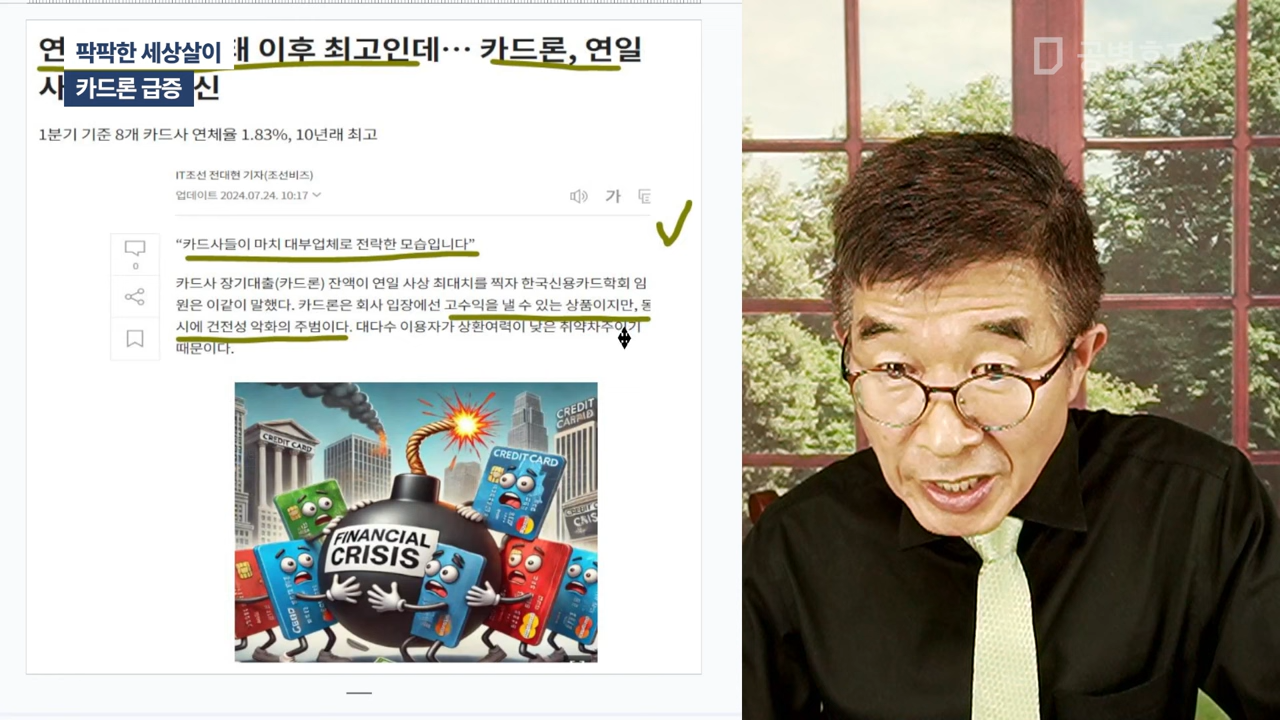 연 태 이후 최고인데… 카드론, 연일
사 신
팍팍한 세상살이
카드론 급증
1분기 기준 8개 카드사 연체율 1.83%, 10년래 최고
IT조선 전대현 기자(조선비즈)
업데이트 2024.07.24. 10:17
가
0
“카드사들이 마치 대부업체로 전락한 모습입니다”
카드사 장기대출(카드론) 잔액이 연일 사상 최대치를 찍자 한국신용카드학회 임
원은 이같이 말했다. 카드론은 회사 입장에선 고수익을 낼 수 있는 상품이지만, 동
시에 건전성 악화의 주범이다. 대다수 이용자가 상환여력이 낮은 취약차주이기
때문이다.
CREDIT CARD
CREDIT
CREDIT CARD
FINANCIAL
CRISIS